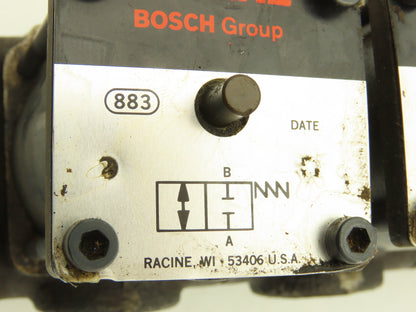 BOSCH Group
883
DATE
B
A
RACINE, WI - 53406 U.S.A.